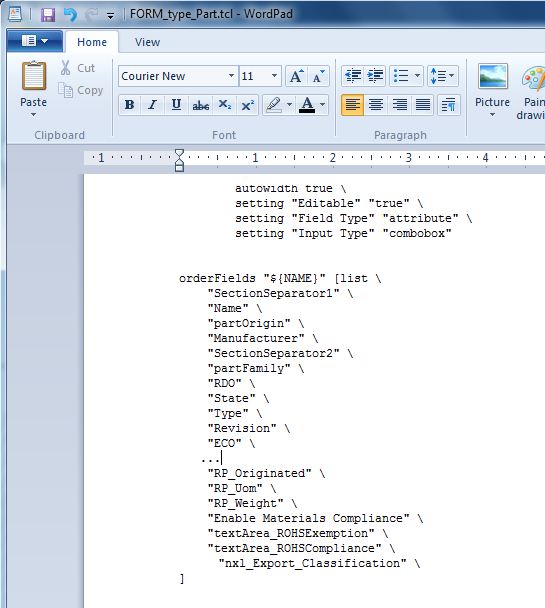 FORM_type_Part.tcl - WordPad
Home View
Paste
Cut
Copy
Clipboard
Courier New 11 A A
B I U abc X₂ X² A
Font
Paragraph
Picture
Pain
drawi
1 1 2 3 4
autowidth true \
setting "Editable" "true" \
setting "Field Type" "attribute" \
setting "Input Type" "combobox"
orderFields "${NAME}" [list \
"SectionSeparator1" \
"Name" \
"partOrigin" \
"Manufacturer" \
"SectionSeparator2" \
"partFamily" \
"RDO" \
"State" \
"Type" \
"Revision" \
"ECO" \
...
"RP_Originated" \
"RP_Uom" \
"RP_Weight" \
"Enable Materials Compliance" \
"textArea_ROHSExemption" \
"textArea_ROHSCompliance" \
"nxl_Export_Classification" \
]